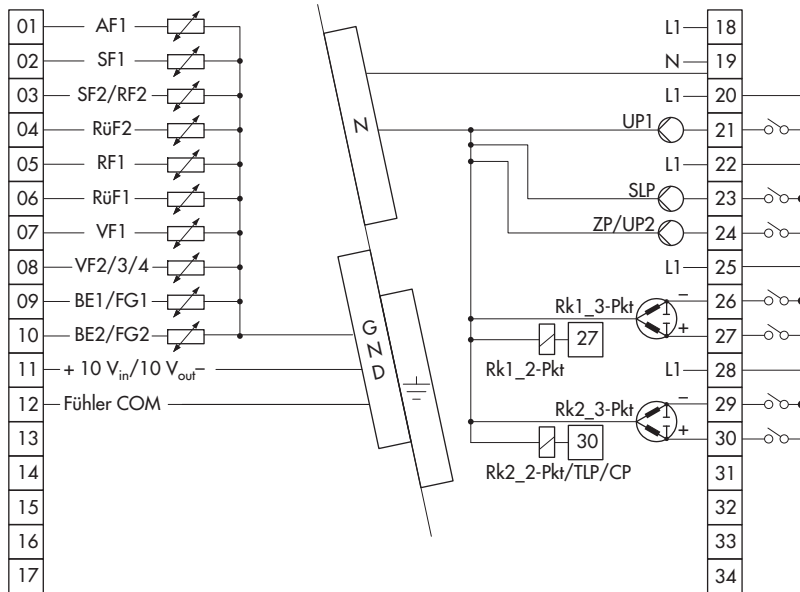 01 AF1
02 SF1
03 SF2/RF2
04 RüF2
05 RF1
06 RüF1
07 VF1
08 VF2/3/4
09 BE1/FG1
10 BE2/FG2
11 + 10 Vin/10 Vout–
12 Fühler COM
13
14
15
16
17
N
GND
L1 18
N 19
L1 20
UP1 21
L1 22
SLP 23
ZP/UP2 24
L1 25
Rk1_3-Pkt – 26
27 + 27
Rk1_2-Pkt
L1 28
Rk2_3-Pkt – 29
30 + 30
Rk2_2-Pkt/TLP/CP
31
32
33
34